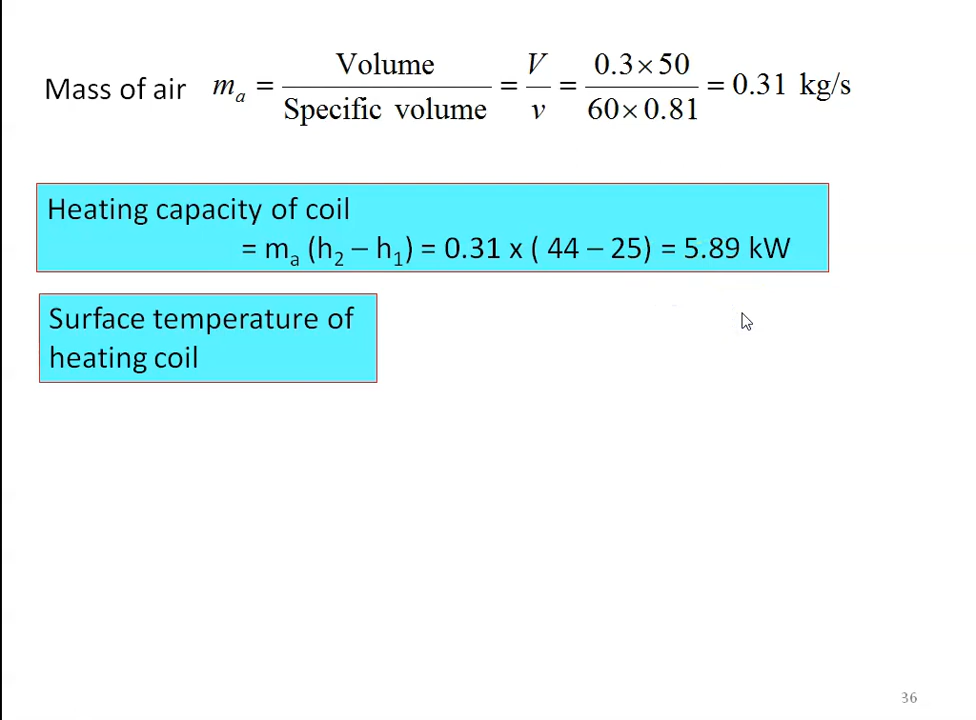 Mass of air m_a = Volume / Specific volume = V / v = 0.3 × 50 / 60 × 0.81 = 0.31 kg/s
Heating capacity of coil
= m_a (h_2 – h_1) = 0.31 x ( 44 – 25) = 5.89 kW
Surface temperature of
heating coil
36